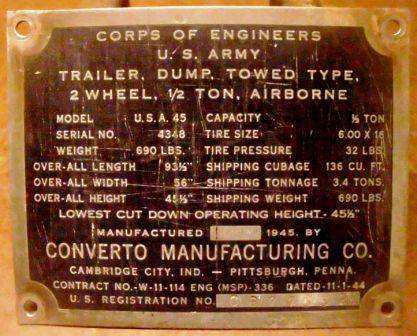 CORPS OF ENGINEERS
U. S. ARMY
TRAILER, DUMP, TOWED TYPE,
2 WHEEL, 1/2 TON, AIRBORNE
MODEL U.S.A. 45 CAPACITY ½ TON
SERIAL NO. 4348 TIRE SIZE 6.00 X 16
WEIGHT 690 LBS. TIRE PRESSURE 32 LBS.
OVER-ALL LENGTH 93½" SHIPPING CUBAGE 136 CU. FT.
OVER-ALL WIDTH 56" SHIPPING TONNAGE 3.4 TONS.
OVER-ALL HEIGHT 45½" SHIPPING WEIGHT 690 LBS.
LOWEST CUT DOWN OPERATING HEIGHT.- 45½"
MANUFACTURED 1945. BY
CONVERTO MANUFACTURING CO.
CAMBRIDGE CITY, IND. — PITTSBURGH, PENNA.
CONTRACT NO.-W-11-114 ENG (MSP)-336 DATED-11-1-44
U. S. REGISTRATION NO.